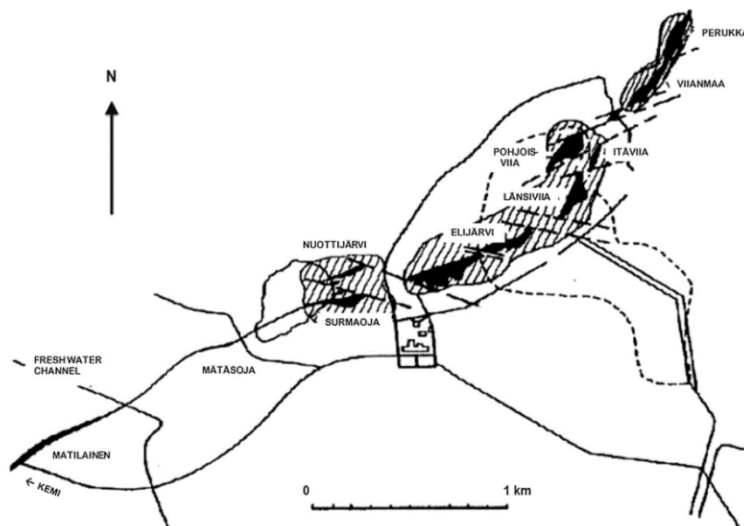 PERUKKA
N
VIIANMAA
POHJOIS-
VIIA
ITÄVIIA
LÄNSIVIIA
ELIJÄRVI
NUOTTIJÄRVI
SURMAOJA
FRESHWATER
CHANNEL
MÄTÄSOJA
MATILAINEN
← KEMI
0
1 km